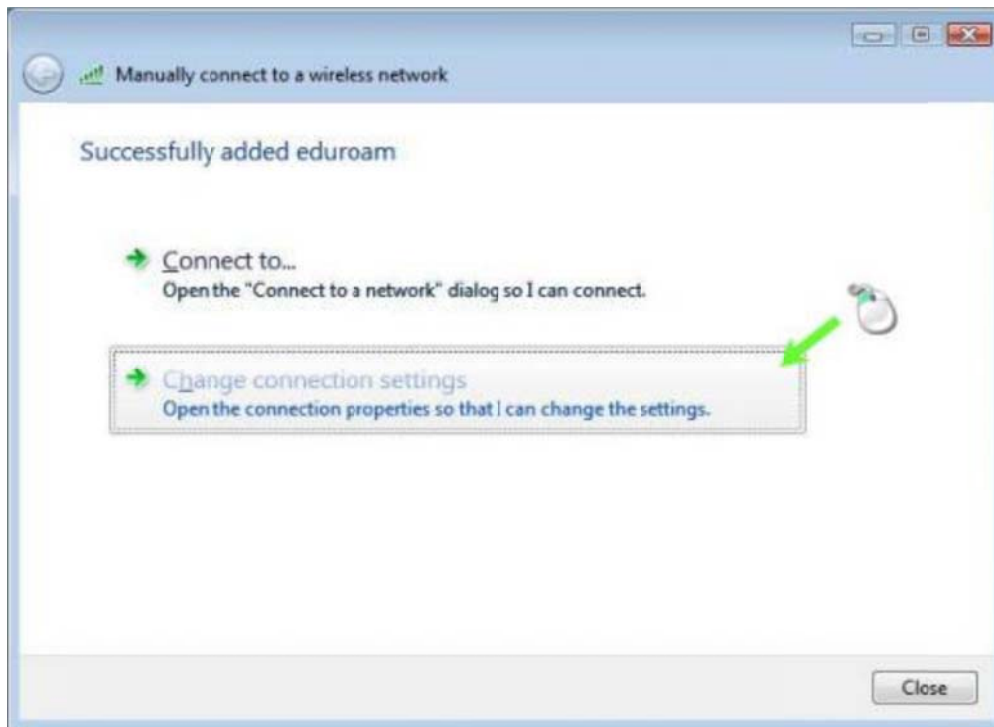 Manually connect to a wireless network
Successfully added eduroam
Connect to...
Open the "Connect to a network" dialog so I can connect.
Change connection settings
Open the connection properties so that I can change the settings.
Close